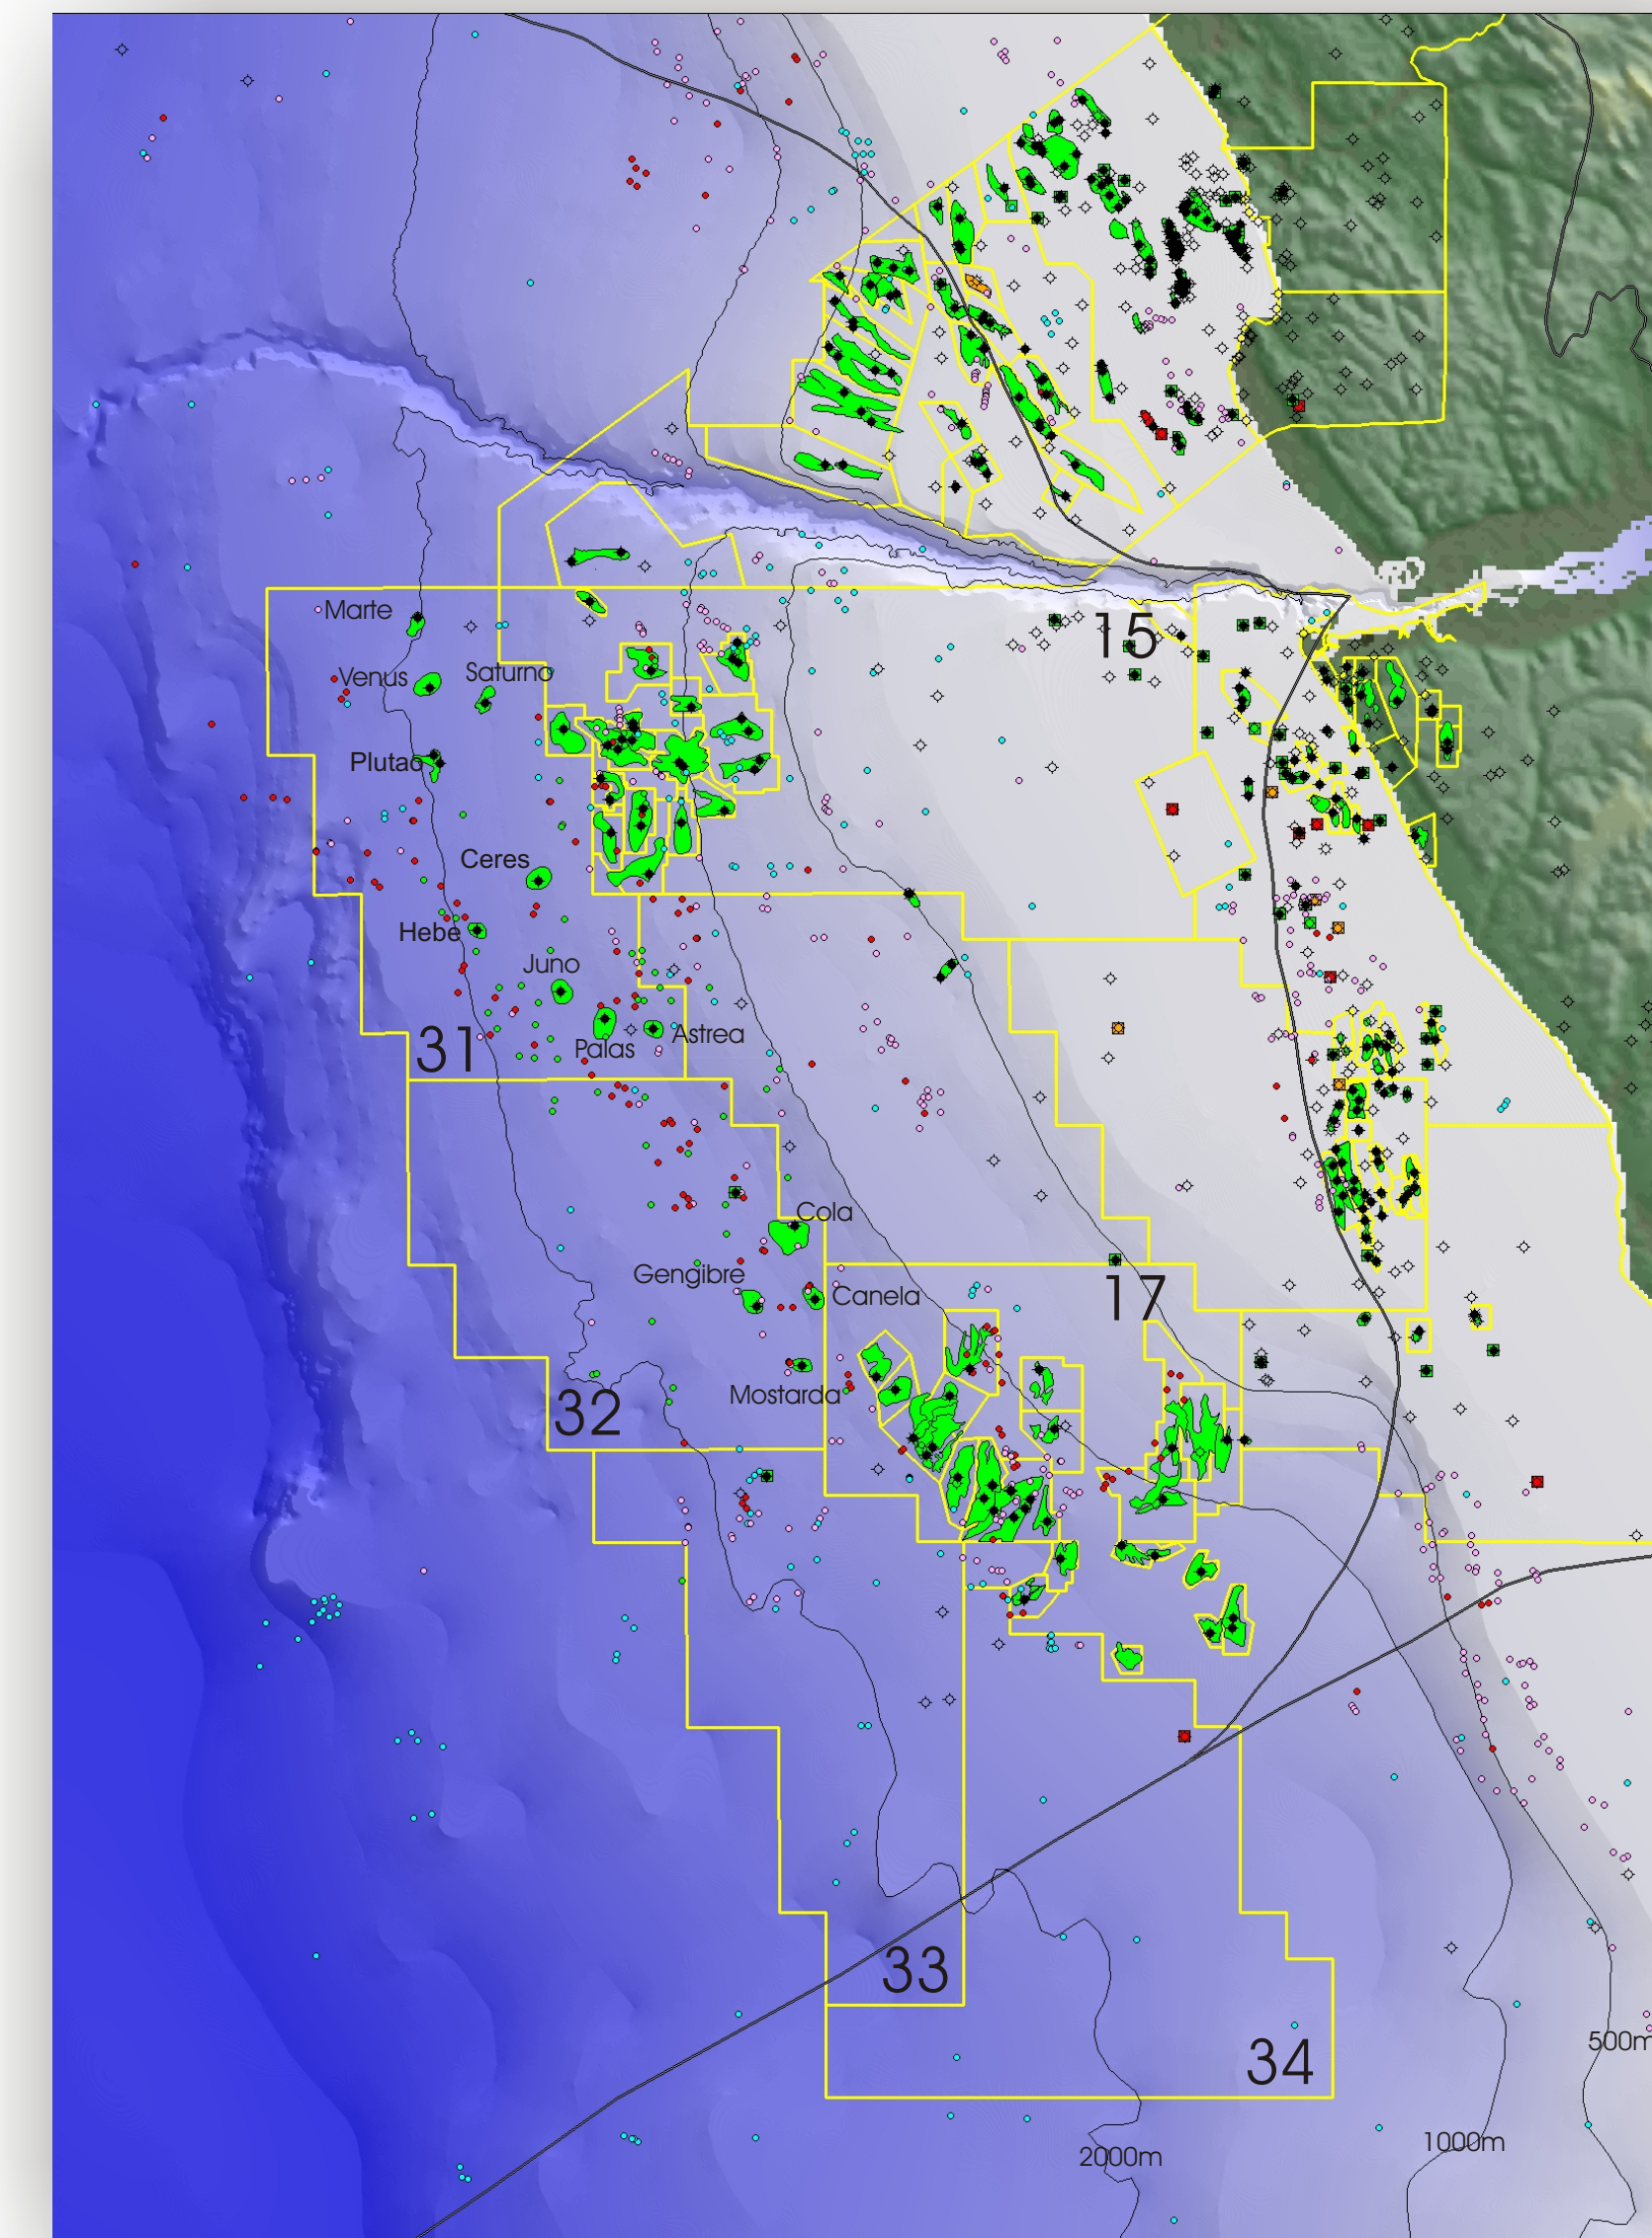 Marte
15
Venus
Saturno
Plutao
Ceres
Hebe
Juno
Astrea
31
Palas
Cola
Gengibre
Canela
17
Mostarda
32
33
34
500m
1000m
2000m